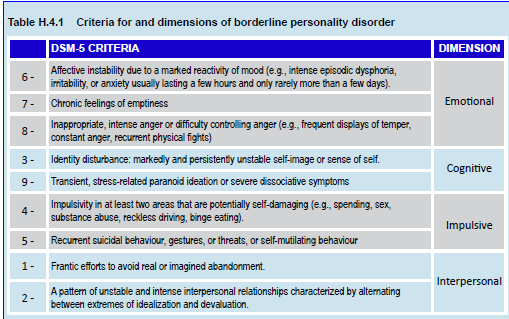 Table H.4.1 Criteria for and dimensions of borderline personality disorder
DSM-5 CRITERIA DIMENSION
6 - Affective instability due to a marked reactivity of mood (e.g., intense episodic dysphoria,
irritability, or anxiety usually lasting a few hours and only rarely more than a few days).
7 - Chronic feelings of emptiness
8 - Inappropriate, intense anger or difficulty controlling anger (e.g., frequent displays of temper,
constant anger, recurrent physical fights)
Emotional
3 - Identity disturbance: markedly and persistently unstable self-image or sense of self.
9 - Transient, stress-related paranoid ideation or severe dissociative symptoms
Cognitive
4 - Impulsivity in at least two areas that are potentially self-damaging (e.g., spending, sex,
substance abuse, reckless driving, binge eating).
5 - Recurrent suicidal behaviour, gestures, or threats, or self-mutilating behaviour
Impulsive
1 - Frantic efforts to avoid real or imagined abandonment.
2 - A pattern of unstable and intense interpersonal relationships characterized by alternating
between extremes of idealization and devaluation.
Interpersonal